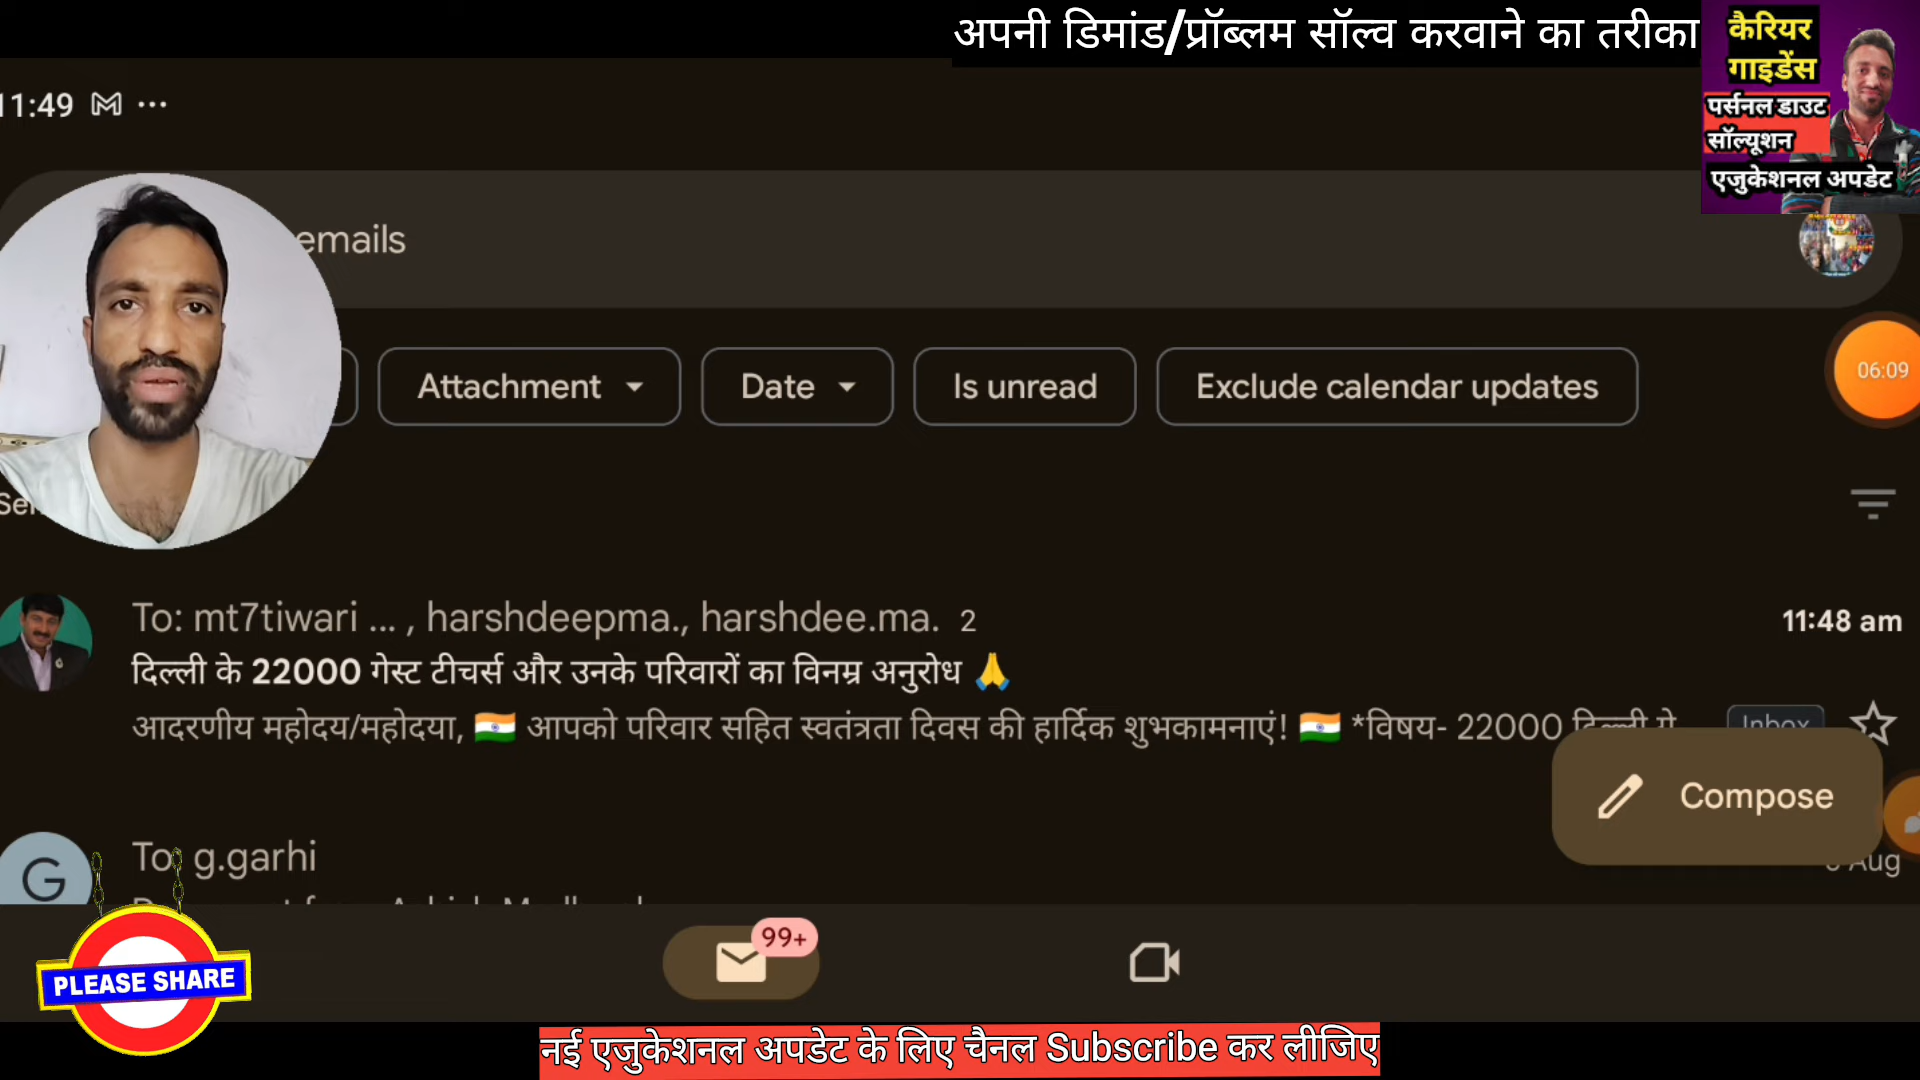 अपनी डिमांड/प्रॉब्लम सॉल्व करवाने का तरीका
कैरियर
गाइडेंस
पर्सनल डाउट
सॉल्यूशन
एजुकेशनल अपडेट
11:49
emails
Attachment
Date
Is unread
Exclude calendar updates
06:09
To: mt7tiwari ... , harshdeepma., harshdee.ma. 2
11:48 am
दिल्ली के 22000 गेस्ट टीचर्स और उनके परिवारों का विनम्र अनुरोध 🙏
आदरणीय महोदय/महोदया, 🇮🇳 आपको परिवार सहित स्वतंत्रता दिवस की हार्दिक शुभकामनाएं! 🇮🇳 *विषय- 22000
Inbox
Compose
G
To: g.garhi
Aug
99+
PLEASE SHARE
नई एजुकेशनल अपडेट के लिए चैनल Subscribe कर लीजिए